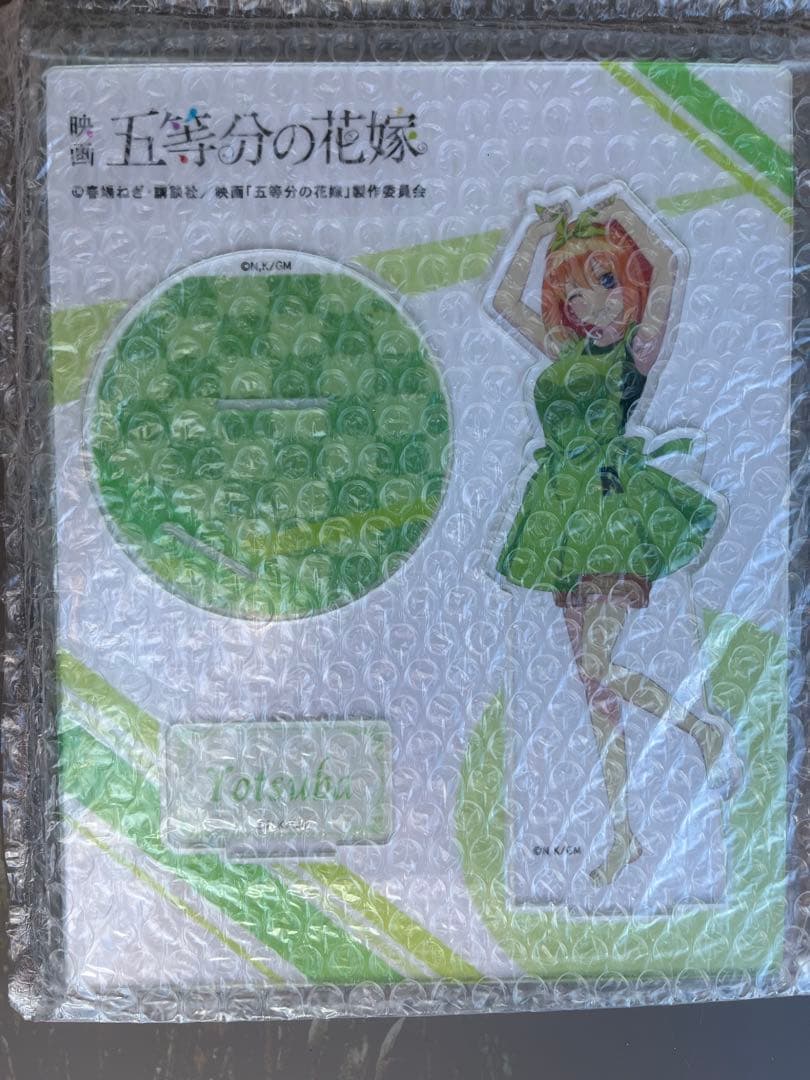 映画 五等分の花嫁
©春場ねぎ・講談社／映画「五等分の花嫁」製作委員会
©N,K/GM
Yotsuba
©N,K/GM